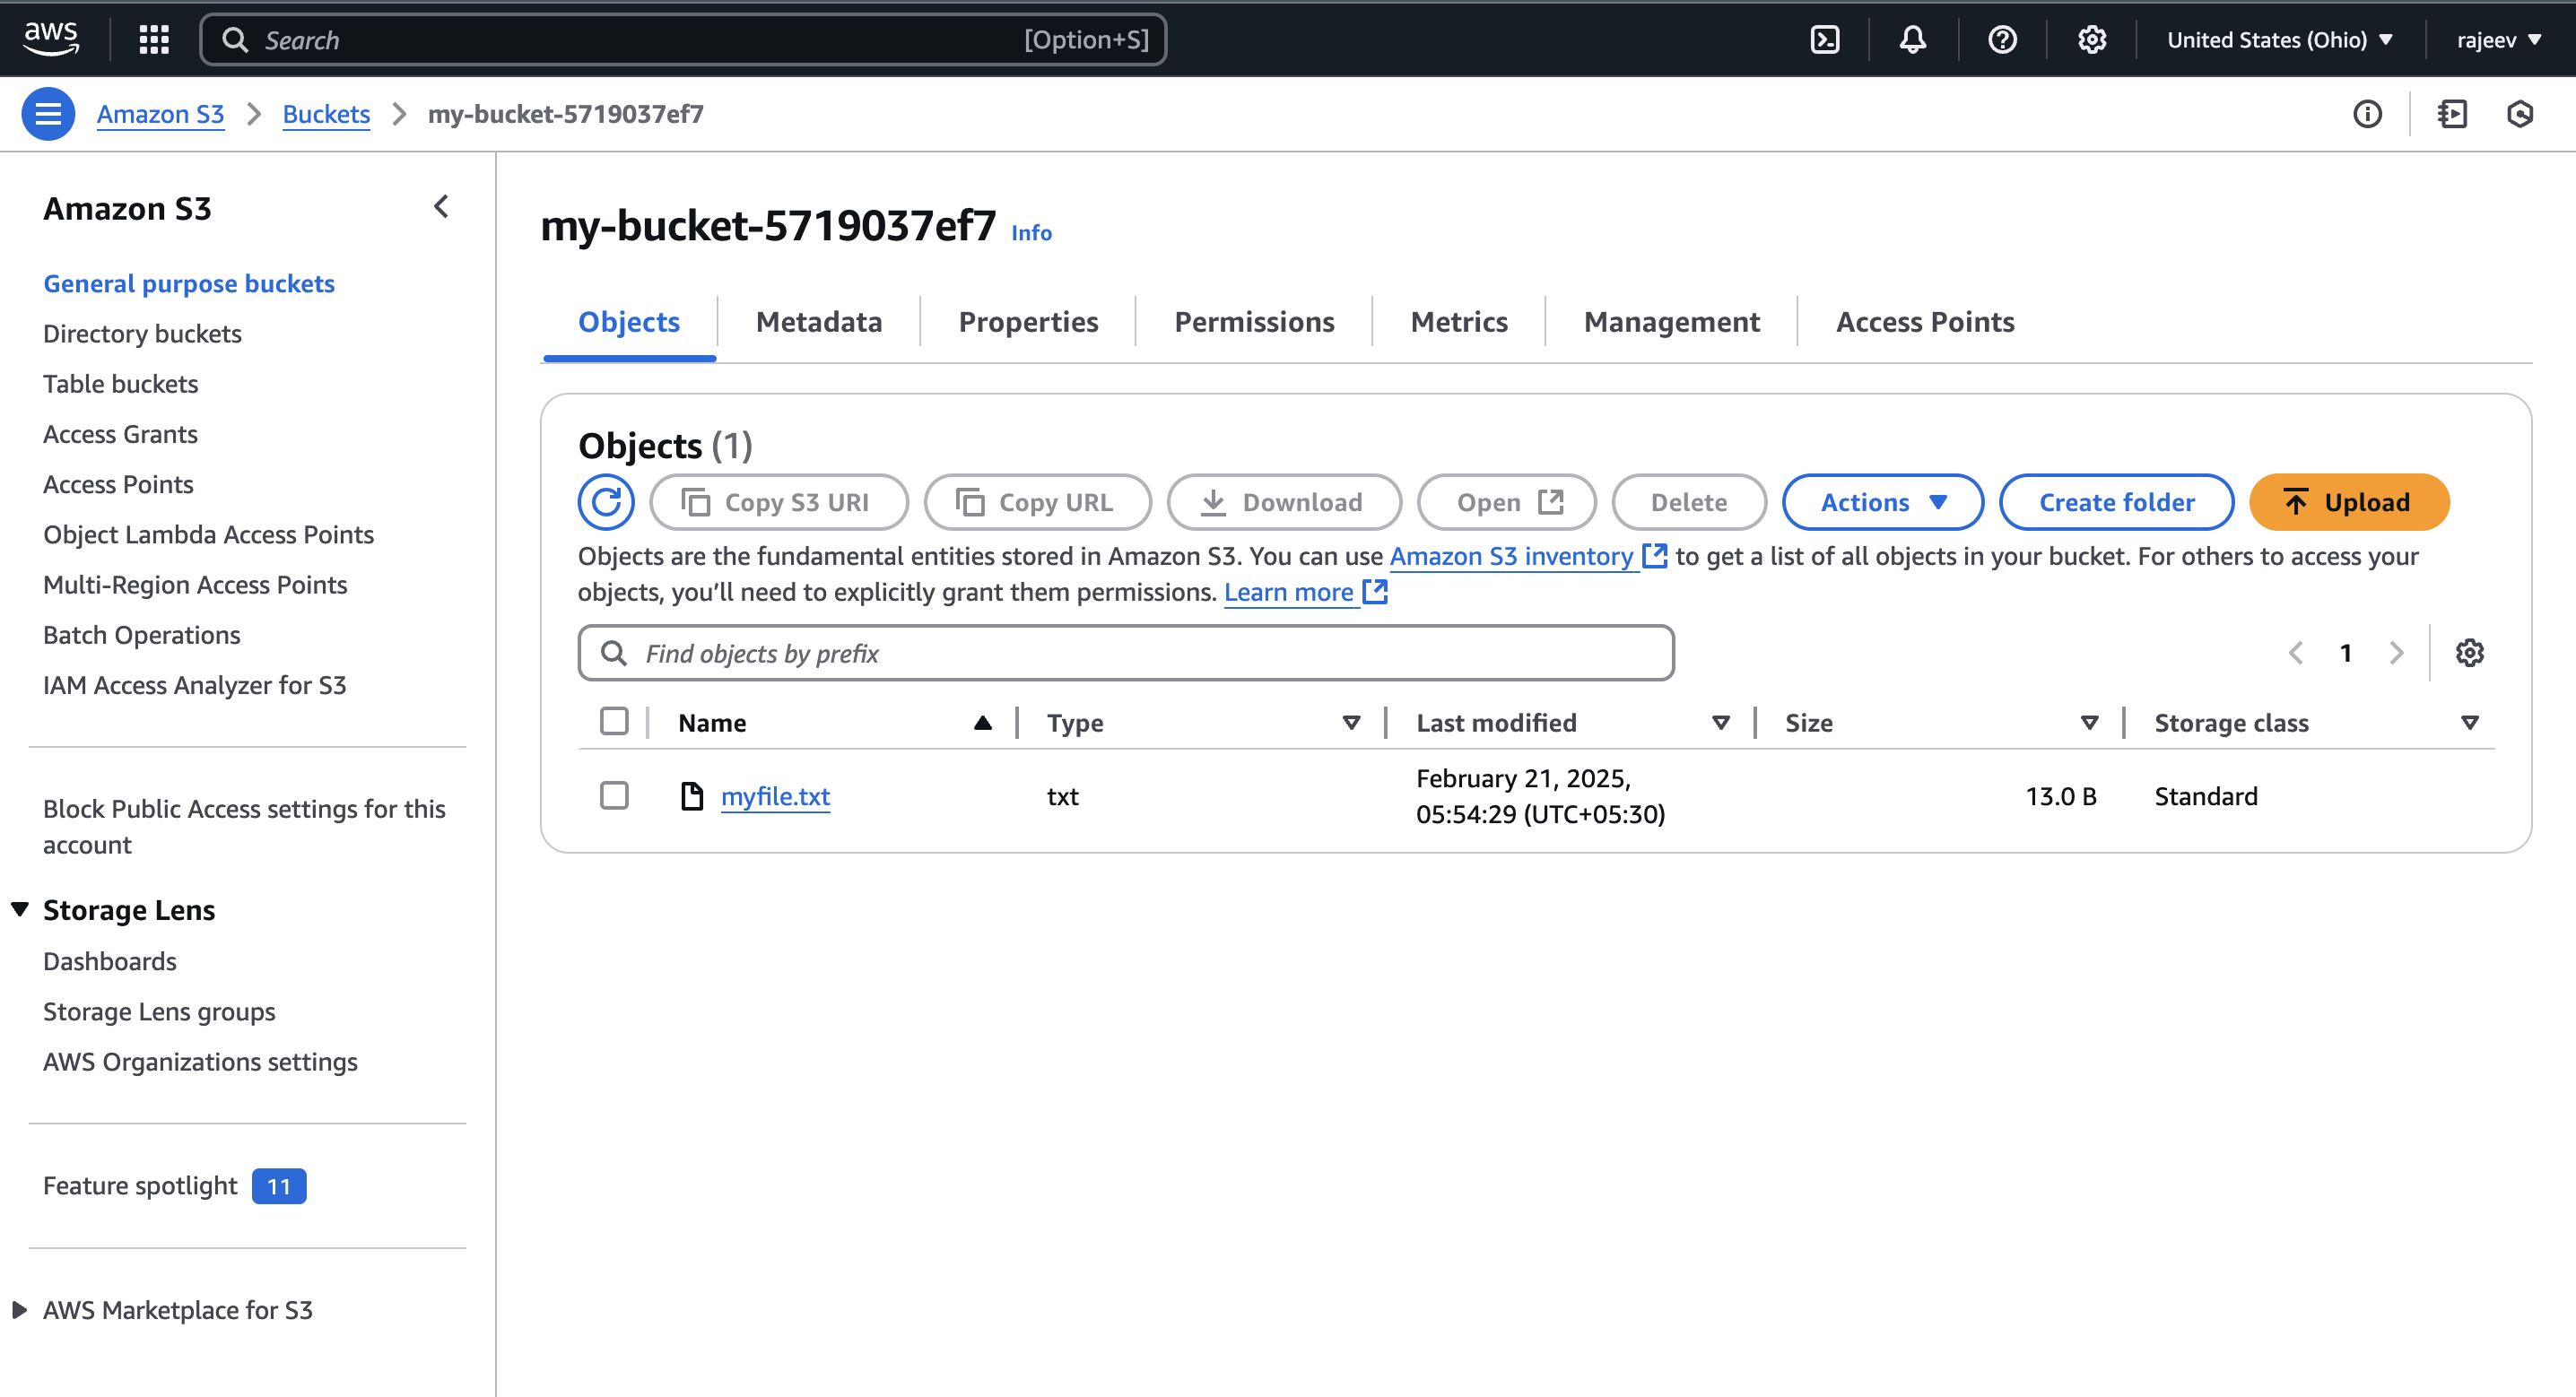 aws
Search [Option+S]
United States (Ohio)
rajeev
Amazon S3 > Buckets > my-bucket-5719037ef7
Amazon S3
General purpose buckets
Directory buckets
Table buckets
Access Grants
Access Points
Object Lambda Access Points
Multi-Region Access Points
Batch Operations
IAM Access Analyzer for S3
Block Public Access settings for this
account
Storage Lens
Dashboards
Storage Lens groups
AWS Organizations settings
Feature spotlight 11
AWS Marketplace for S3
my-bucket-5719037ef7 Info
Objects Metadata Properties Permissions Metrics Management Access Points
Objects (1)
Copy S3 URI Copy URL Download Open Delete Actions Create folder Upload
Objects are the fundamental entities stored in Amazon S3. You can use Amazon S3 inventory to get a list of all objects in your bucket. For others to access your
objects, you’ll need to explicitly grant them permissions. Learn more
Find objects by prefix
1
Name Type Last modified Size Storage class
myfile.txt txt February 21, 2025, 13.0 B Standard
05:54:29 (UTC+05:30)